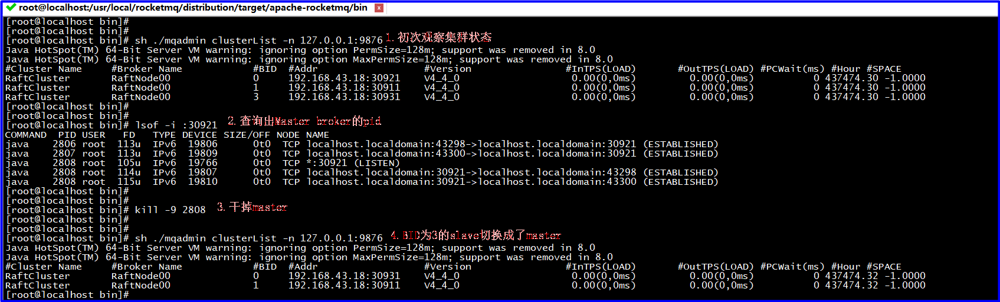 root@localhost:/usr/local/rocketmq/distribution/target/apache-rocketmq/bin x
[root@localhost bin]#
[root@localhost bin]#
[root@localhost bin]# sh ./mqadmin clusterList -n 127.0.0.1:9876 1.初次观察集群状态
Java HotSpot(TM) 64-Bit Server VM warning: ignoring option PermSize=128m; support was removed in 8.0
Java HotSpot(TM) 64-Bit Server VM warning: ignoring option MaxPermSize=128m; support was removed in 8.0
#Cluster Name #Broker Name #BID #Addr #Version #InTPS(LOAD) #OutTPS(LOAD) #PCWait(ms) #Hour #SPACE
RaftCluster RaftNode00 0 192.168.43.18:30921 V4_4_0 0.00(0,0ms) 0.00(0,0ms) 0 437474.30 -1.0000
RaftCluster RaftNode00 1 192.168.43.18:30911 V4_4_0 0.00(0,0ms) 0.00(0,0ms) 0 437474.30 -1.0000
RaftCluster RaftNode00 3 192.168.43.18:30931 V4_4_0 0.00(0,0ms) 0.00(0,0ms) 0 437474.30 -1.0000
[root@localhost bin]#
[root@localhost bin]#
[root@localhost bin]# lsof -i :30921 2.查询出Master broker的pid
COMMAND PID USER FD TYPE DEVICE SIZE/OFF NODE NAME
java 2806 root 113u IPv6 19806 0t0 TCP localhost.localdomain:43298->localhost.localdomain:30921 (ESTABLISHED)
java 2807 root 113u IPv6 19809 0t0 TCP localhost.localdomain:43300->localhost.localdomain:30921 (ESTABLISHED)
java 2808 root 105u IPv6 19766 0t0 TCP *:30921 (LISTEN)
java 2808 root 114u IPv6 19807 0t0 TCP localhost.localdomain:30921->localhost.localdomain:43298 (ESTABLISHED)
java 2808 root 115u IPv6 19810 0t0 TCP localhost.localdomain:30921->localhost.localdomain:43300 (ESTABLISHED)
[root@localhost bin]#
[root@localhost bin]#
[root@localhost bin]# kill -9 2808 3.干掉master
[root@localhost bin]#
[root@localhost bin]#
[root@localhost bin]# sh ./mqadmin clusterList -n 127.0.0.1:9876 4.BID为3的slave切换成了master
Java HotSpot(TM) 64-Bit Server VM warning: ignoring option PermSize=128m; support was removed in 8.0
Java HotSpot(TM) 64-Bit Server VM warning: ignoring option MaxPermSize=128m; support was removed in 8.0
#Cluster Name #Broker Name #BID #Addr #Version #InTPS(LOAD) #OutTPS(LOAD) #PCWait(ms) #Hour #SPACE
RaftCluster RaftNode00 0 192.168.43.18:30931 V4_4_0 0.00(0,0ms) 0.00(0,0ms) 0 437474.32 -1.0000
RaftCluster RaftNode00 1 192.168.43.18:30911 V4_4_0 0.00(0,0ms) 0.00(0,0ms) 0 437474.32 -1.0000
[root@localhost bin]#